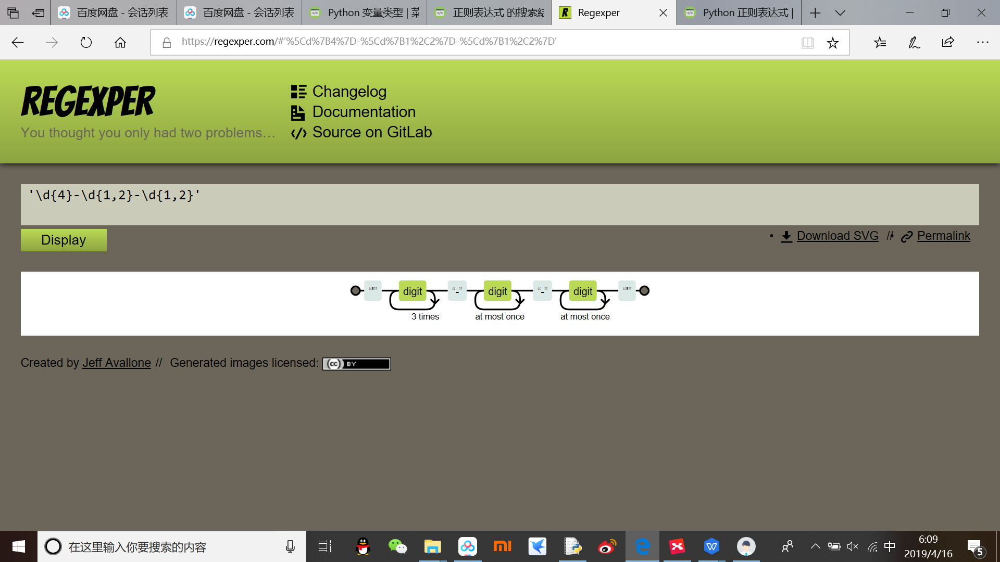 百度网盘 - 会话列表
百度网盘 - 会话列表
Python 变量类型 | 菜
正则表达式 的搜索结
Regexper
Python 正则表达式 |
https://regexper.com/#'%5Cd%7B4%7D-%5Cd%7B1%2C2%7D-%5Cd%7B1%2C2%7D'
REGEXPER
You thought you only had two problems…
Changelog
Documentation
Source on GitLab
'\d{4}-\d{1,2}-\d{1,2}'
Display
• Download SVG // Permalink
“'” digit “-” digit “-” digit “'”
3 times at most once at most once
Created by Jeff Avallone // Generated images licensed: (cc) BY
在这里输入你要搜索的内容
中
6:09
2019/4/16
5